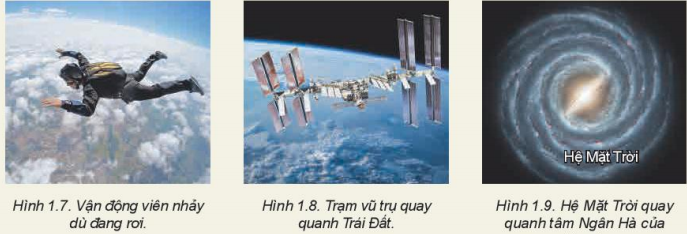 Hệ Mặt Trời
Hình 1.7. Vận động viên nhảy
dù đang rơi.
Hình 1.8. Trạm vũ trụ quay
quanh Trái Đất.
Hình 1.9. Hệ Mặt Trời quay
quanh tâm Ngân Hà của